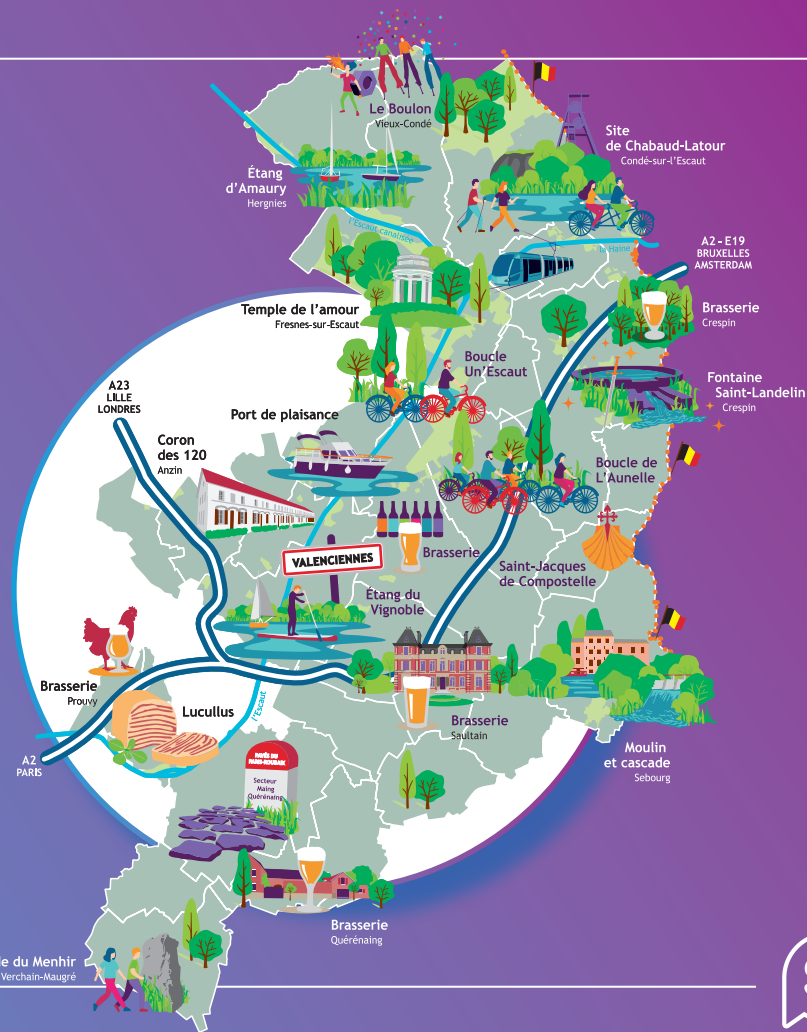 Le Boulon
Vieux-Condé
Site
de Chabaud-Latour
Condé-sur-l'Escaut
Étang
d'Amaury
Hergnies
l'Escaut canalisée
la Haine
A2 - E19
BRUXELLES
AMSTERDAM
Temple de l'amour
Fresnes-sur-Escaut
Brasserie
Crespin
Boucle
Un'Escaut
Fontaine
Saint-Landelin
Crespin
A23
LILLE
LONDRES
Port de plaisance
Coron
des 120
Anzin
Boucle de
L'Aunelle
VALENCIENNES
Brasserie
Saint-Jacques
de Compostelle
Étang du
Vignoble
Brasserie
Prouvy
Lucullus
l'Escaut
Brasserie
Saultain
Moulin
et cascade
Sebourg
A2
PARIS
PAVÉS DU
PARIS-ROUBAIX
Secteur
Maing
Quérénaing
Brasserie
Quérénaing
le du Menhir
Verchain-Maugré